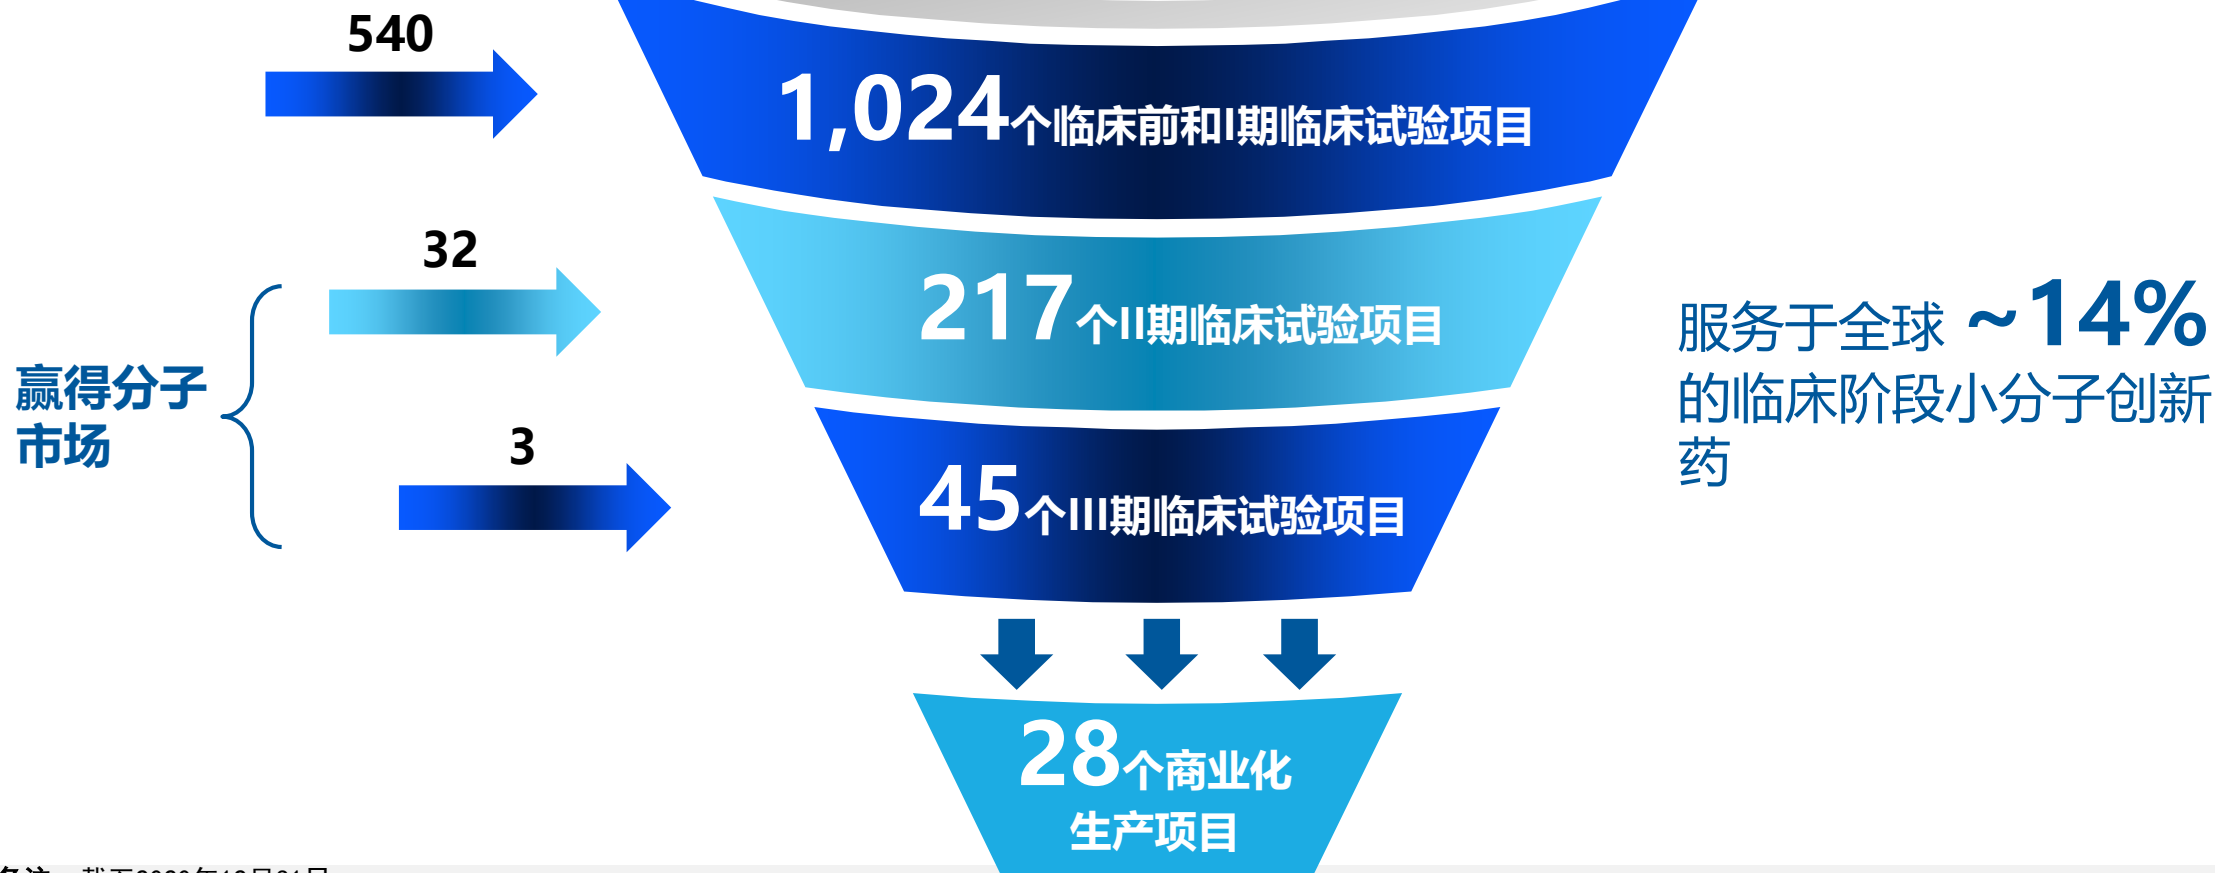 540
1,024个临床前和I期临床试验项目
32
217个II期临床试验项目
服务于全球 ~14%
的临床阶段小分子创新
药
赢得分子
市场
3
45个III期临床试验项目
28个商业化
生产项目